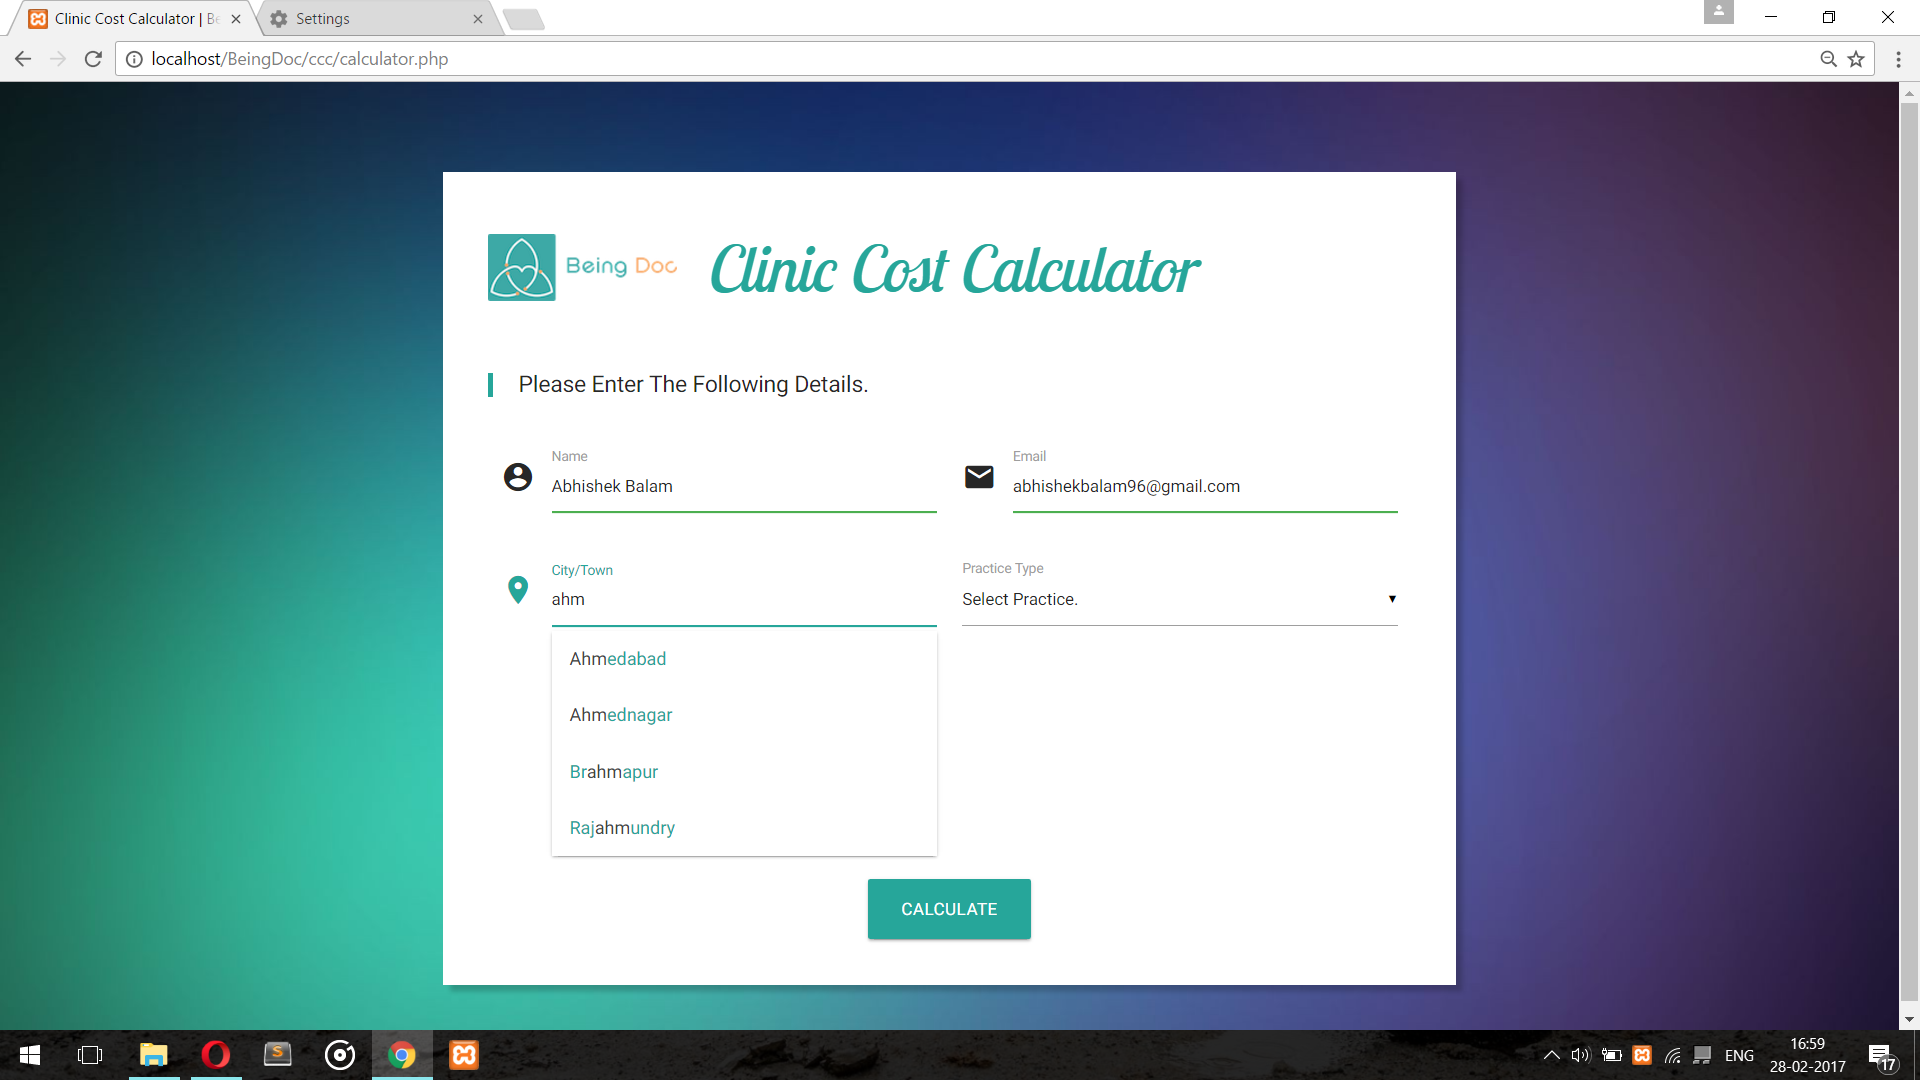 Clinic Cost Calculator | Be
Settings
localhost/BeingDoc/ccc/calculator.php
Being Doc
Clinic Cost Calculator
Please Enter The Following Details.
Name
Email
Abhishek Balam
abhishekbalam96@gmail.com
City/Town
Practice Type
ahm
Select Practice.
Ahmedabad
Ahmednagar
Brahmapur
Rajahmundry
CALCULATE
S
ENG
16:59
28-02-2017
17